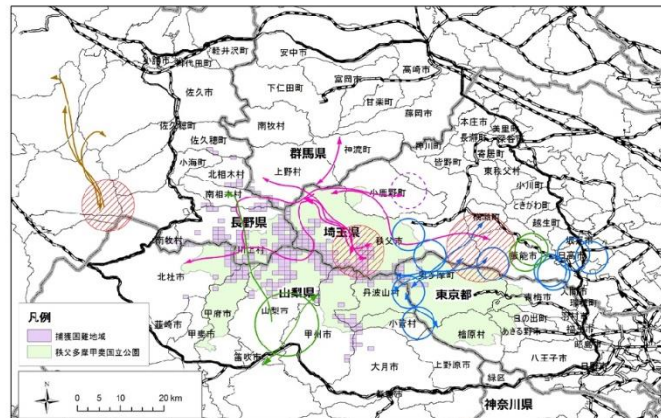 軽井沢町
安中市
御代田町
高崎市
富岡市
佐久市
下仁田町
甘楽町
藤岡市
本庄市
美里町
佐久穂町
南牧村
群馬県
神流町
神川町
長瀞町
寄居町
佐久穂町
皆野町
小海町
上野村
東秩父村
北相木村
小鹿野町
小川町
ときがわ町
南相木村
越生町
長野県
埼玉県
秩父市
飯能市
日高市
南牧村
川上村
北杜市
奥多摩町
山梨県
丹波山村
東京都
青梅市
凡例
韮崎市
甲府市
山梨市
日の出町
捕獲困難地域
甲斐市
甲州市
小菅村
檜原村
あきる野市
秩父多摩甲斐国立公園
笛吹市
八王子市
大月市
上野原市
緑区
N
0 5 10 20 km
神奈川県